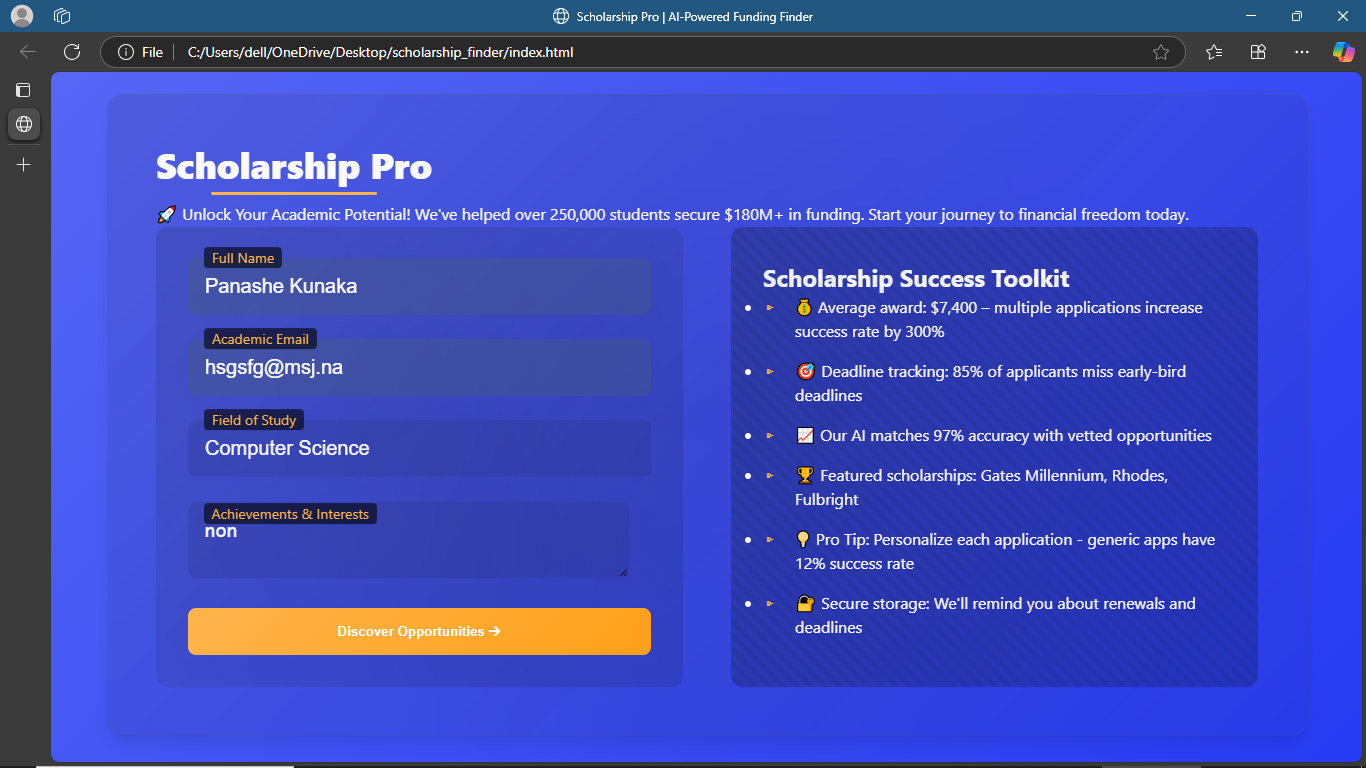 Scholarship Pro | AI-Powered Funding Finder
File
C:/Users/dell/OneDrive/Desktop/scholarship_finder/index.html
Scholarship Pro
🚀 Unlock Your Academic Potential! We've helped over 250,000 students secure $180M+ in funding. Start your journey to financial freedom today.
Full Name
Panashe Kunaka
Academic Email
hsgsfg@msj.na
Field of Study
Computer Science
Achievements & Interests
non
Discover Opportunities →
Scholarship Success Toolkit
💰 Average award: $7,400 – multiple applications increase
success rate by 300%
🎯 Deadline tracking: 85% of applicants miss early-bird
deadlines
📈 Our AI matches 97% accuracy with vetted opportunities
🏆 Featured scholarships: Gates Millennium, Rhodes,
Fulbright
💡 Pro Tip: Personalize each application - generic apps have
12% success rate
🔐 Secure storage: We'll remind you about renewals and
deadlines